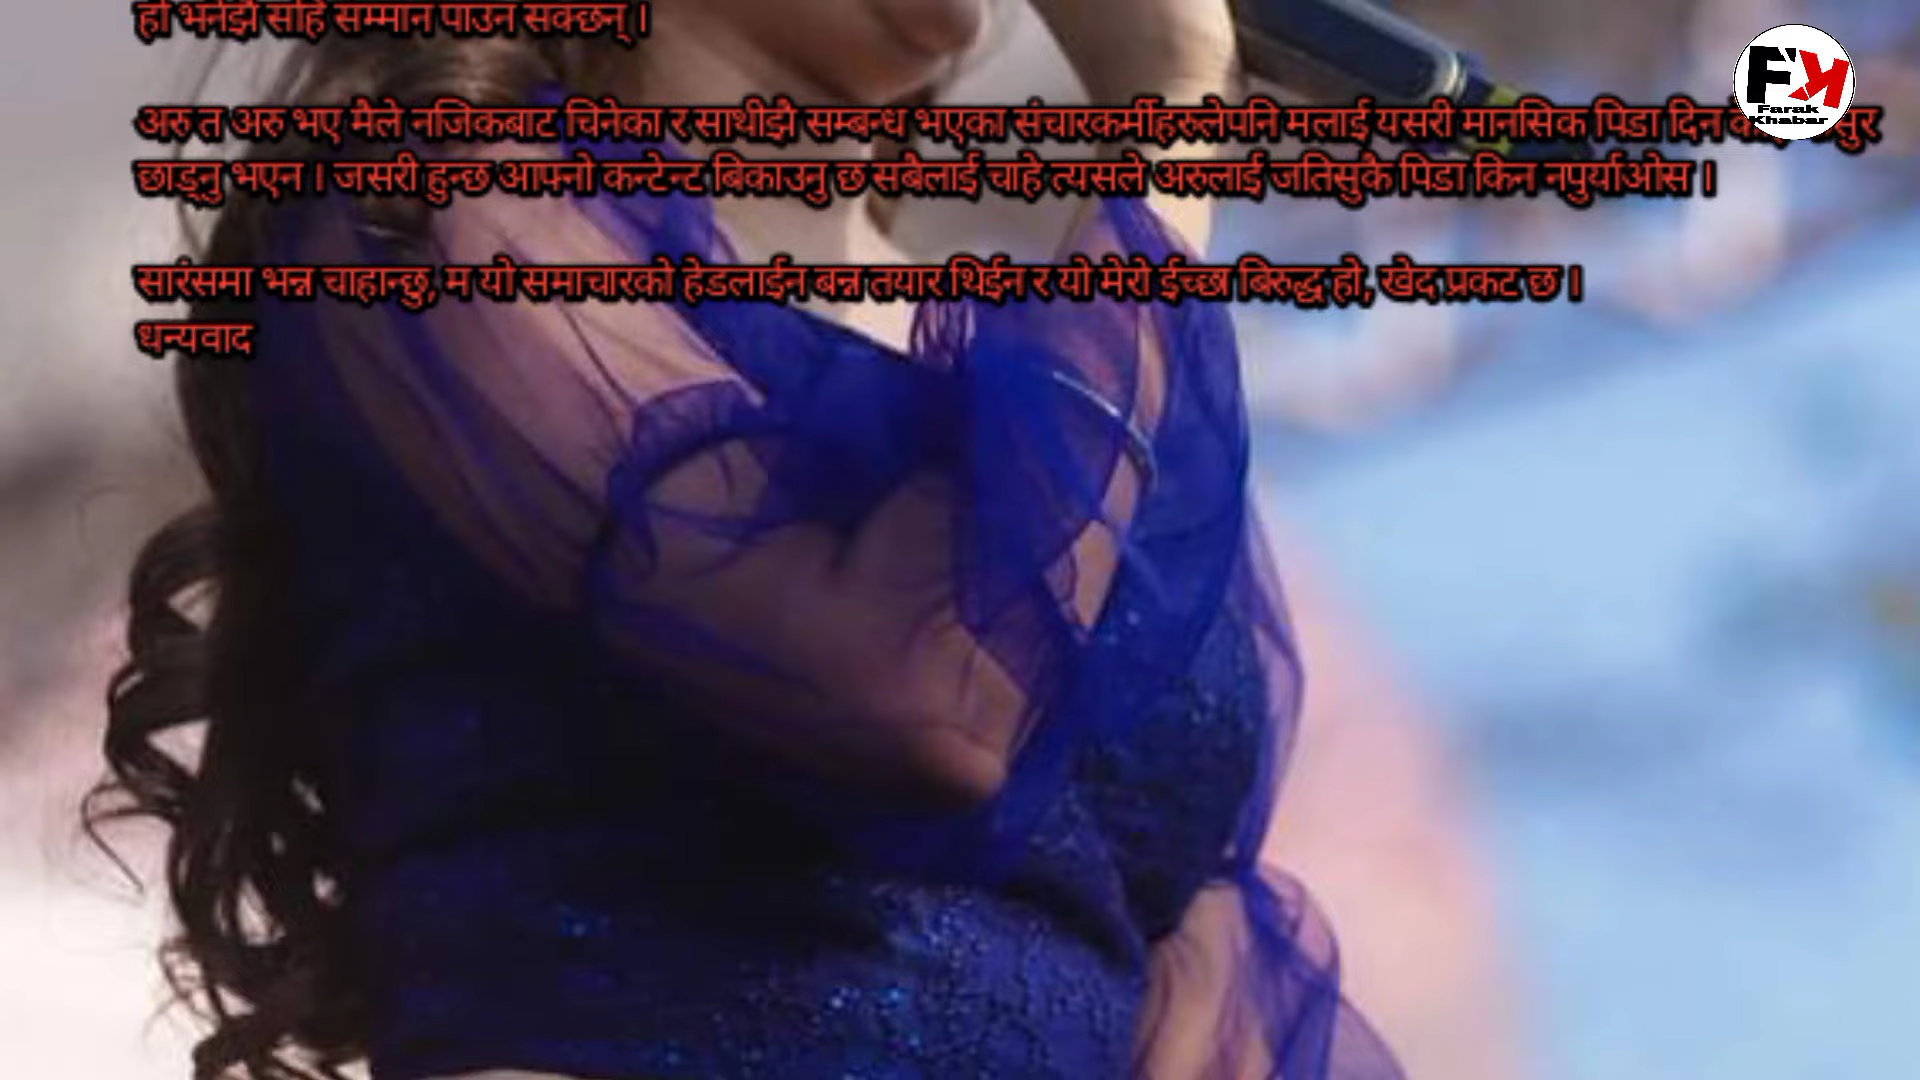 हो भनेझै सहि सम्मान पाउन सक्छन् ।
अरु त अरु भए मैले नजिकबाट चिनेका र साथीझै सम्बन्ध भएका संचारकर्मीहरुलेपनि मलाई यसरी मानसिक पिडा दिन
छाड्नु भएन । जसरी हुन्छ आफ्नो कन्टेन्ट बिकाउनु छ सबैलाई चाहे त्यसले अरुलाई जतिसुकै पिडा किन नपुर्याओस ।
सारंसमा भन्न चाहान्छु, म यो समाचारको हेडलाईन बन्न तयार थिईन र यो मेरो ईच्छा बिरुद्ध हो, खेद प्रकट छ ।
धन्यवाद
FK
Farak
Khabar